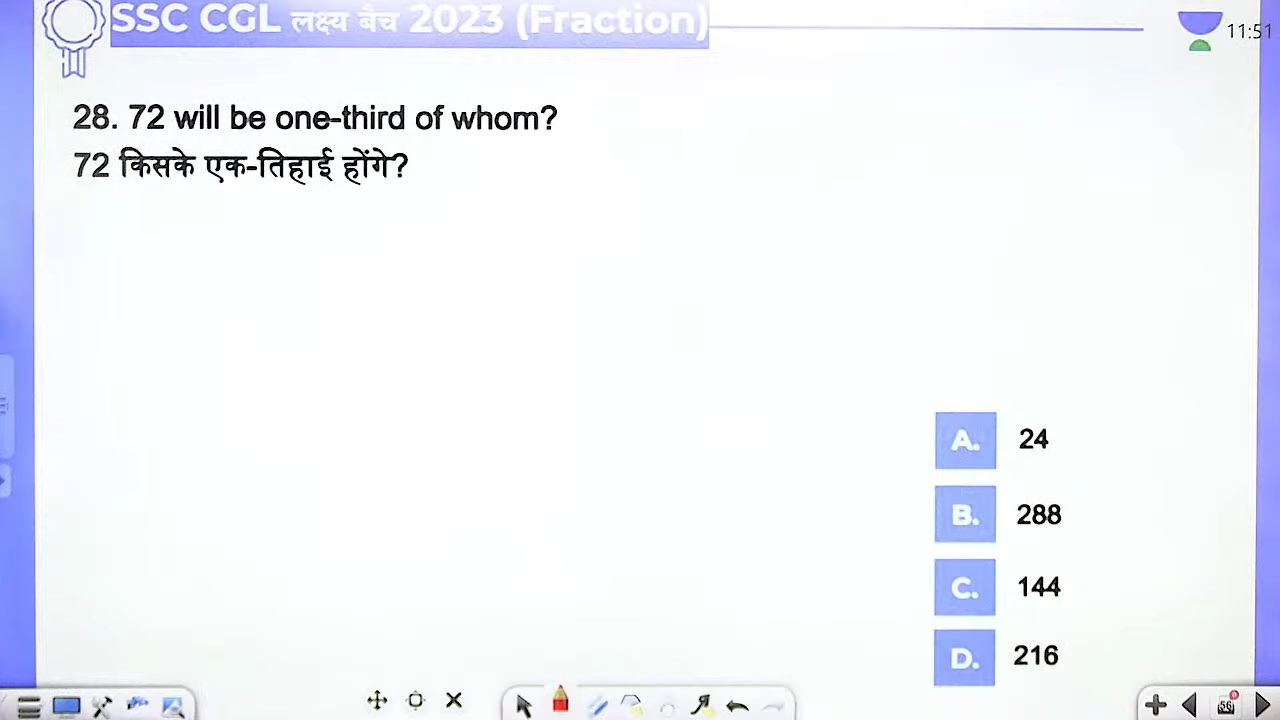 SSC CGL लक्ष्य बैच 2023 (Fraction)
11:51
28. 72 will be one-third of whom?
72 किसके एक-तिहाई होंगे?
A. 24
B. 288
C. 144
D. 216
56